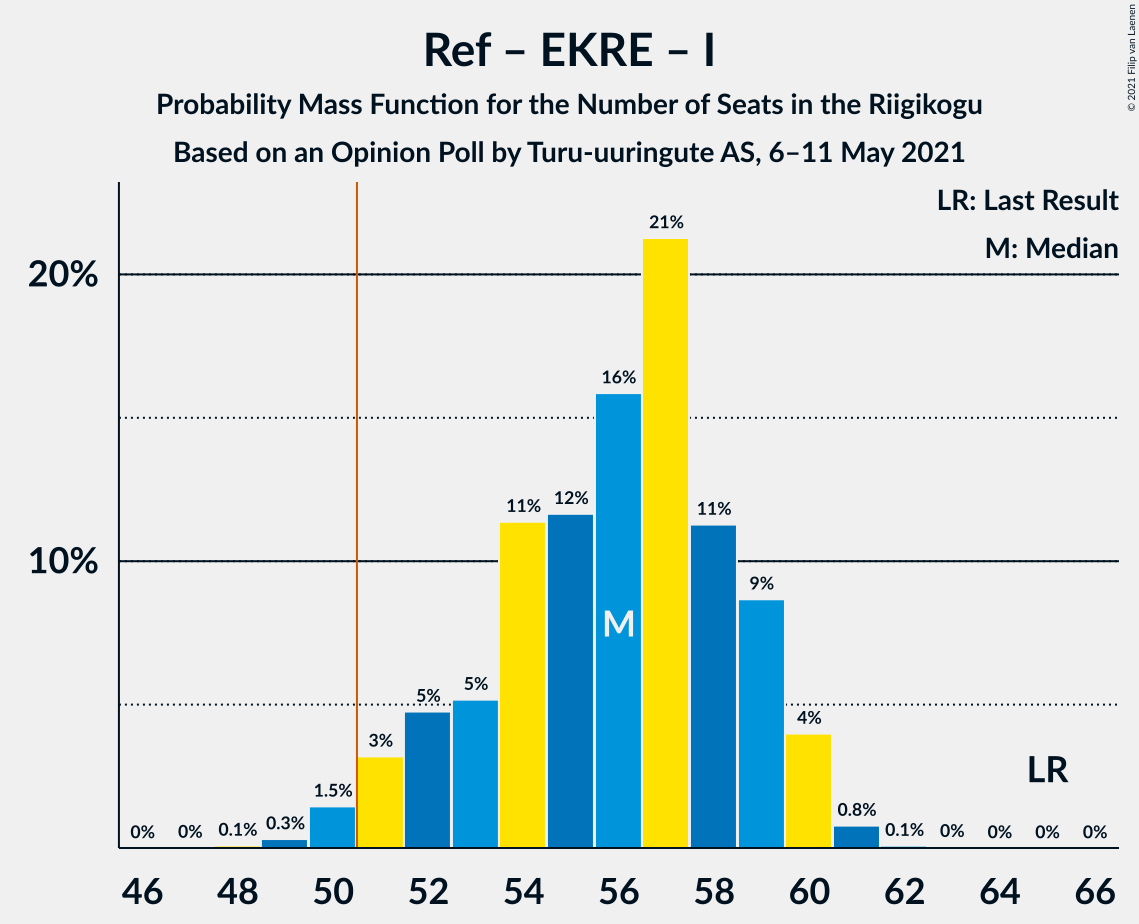 Ref – EKRE – I
Probability Mass Function for the Number of Seats in the Riigikogu
Based on an Opinion Poll by Turu-uuringute AS, 6–11 May 2021
© 2021 Filip van Laenen
LR: Last Result
M: Median
20%
10%
0%
0%
0.1%
0.3%
1.5%
3%
5%
5%
11%
12%
16%
21%
11%
9%
4%
0.8%
0.1%
0%
0%
0%
0%
M
LR
46 48 50 52 54 56 58 60 62 64 66